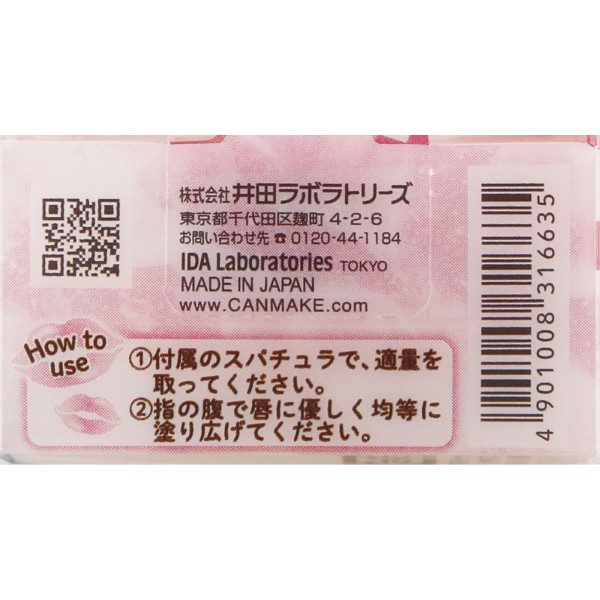 株式会社 井田ラボラトリーズ
東京都千代田区麹町 4-2-6
お問い合わせ先 ☎ 0120-44-1184
IDA Laboratories TOKYO
MADE IN JAPAN
www.CANMAKE.com
How to
use
①付属のスパチュラで、適量を
取ってください。
②指の腹で唇に優しく均等に
塗り広げてください。
4 901008 316635